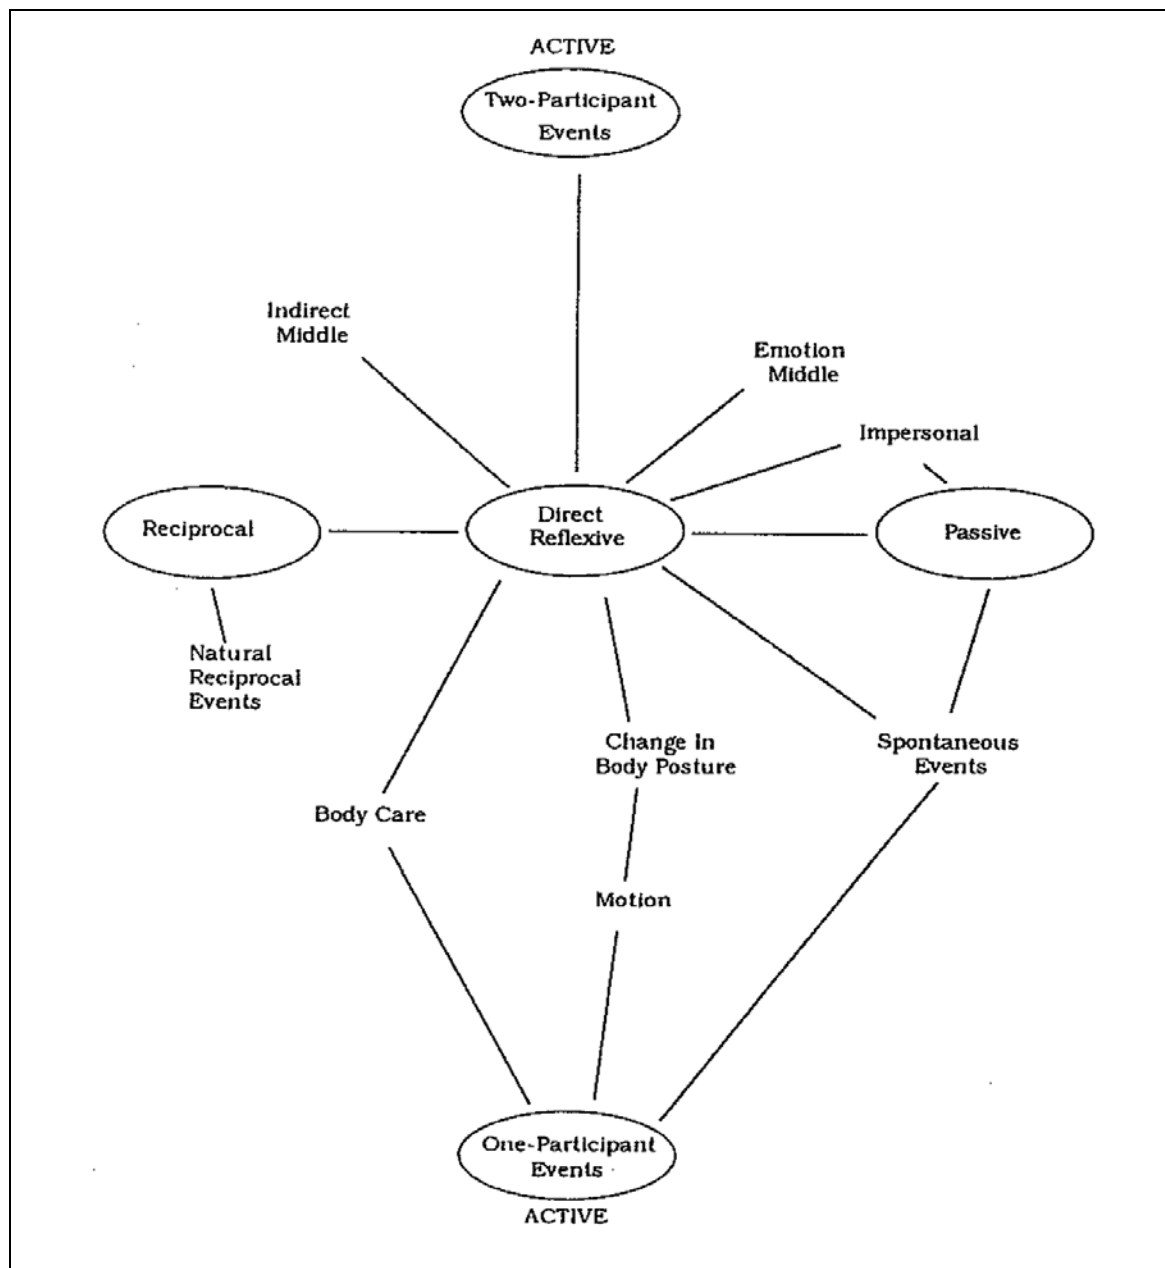 ACTIVE
Two-Participant
Events
Indirect
Middle
Emotion
Middle
Impersonal
Reciprocal
Direct
Reflexive
Passive
Natural
Reciprocal
Events
Change in
Body Posture
Spontaneous
Events
Body Care
Motion
One-Participant
Events
ACTIVE